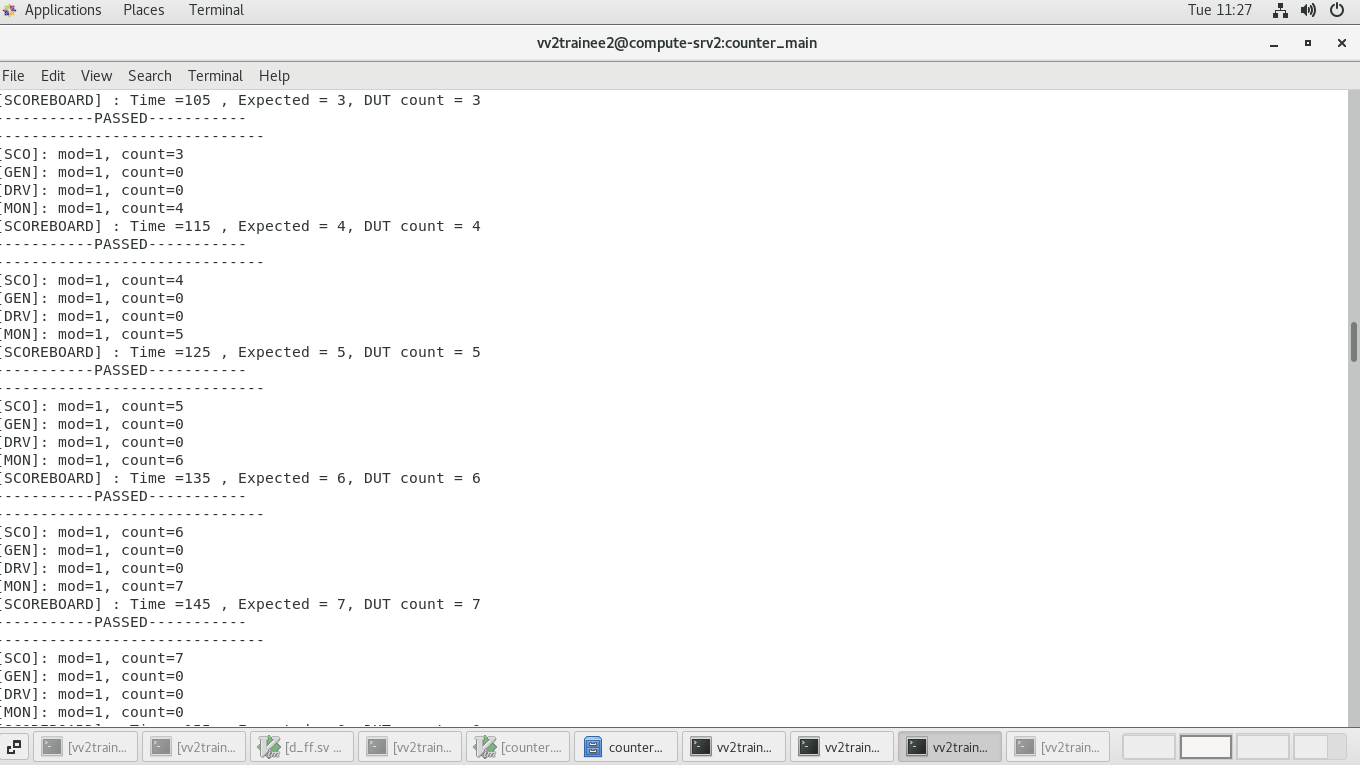 Applications Places Terminal Tue 11:27
vv2trainee2@compute-srv2:counter_main
File Edit View Search Terminal Help
[SCOREBOARD] : Time =105 , Expected = 3, DUT count = 3
-----------PASSED-----------
------------------------------
[SCO]: mod=1, count=3
[GEN]: mod=1, count=0
[DRV]: mod=1, count=0
[MON]: mod=1, count=4
[SCOREBOARD] : Time =115 , Expected = 4, DUT count = 4
-----------PASSED-----------
------------------------------
[SCO]: mod=1, count=4
[GEN]: mod=1, count=0
[DRV]: mod=1, count=0
[MON]: mod=1, count=5
[SCOREBOARD] : Time =125 , Expected = 5, DUT count = 5
-----------PASSED-----------
------------------------------
[SCO]: mod=1, count=5
[GEN]: mod=1, count=0
[DRV]: mod=1, count=0
[MON]: mod=1, count=6
[SCOREBOARD] : Time =135 , Expected = 6, DUT count = 6
-----------PASSED-----------
------------------------------
[SCO]: mod=1, count=6
[GEN]: mod=1, count=0
[DRV]: mod=1, count=0
[MON]: mod=1, count=7
[SCOREBOARD] : Time =145 , Expected = 7, DUT count = 7
-----------PASSED-----------
------------------------------
[SCO]: mod=1, count=7
[GEN]: mod=1, count=0
[DRV]: mod=1, count=0
[MON]: mod=1, count=0
[vv2train... [vv2train... [d_ff.sv ... [vv2train... [counter.... counter... vv2train... vv2train... vv2train... [vv2train...